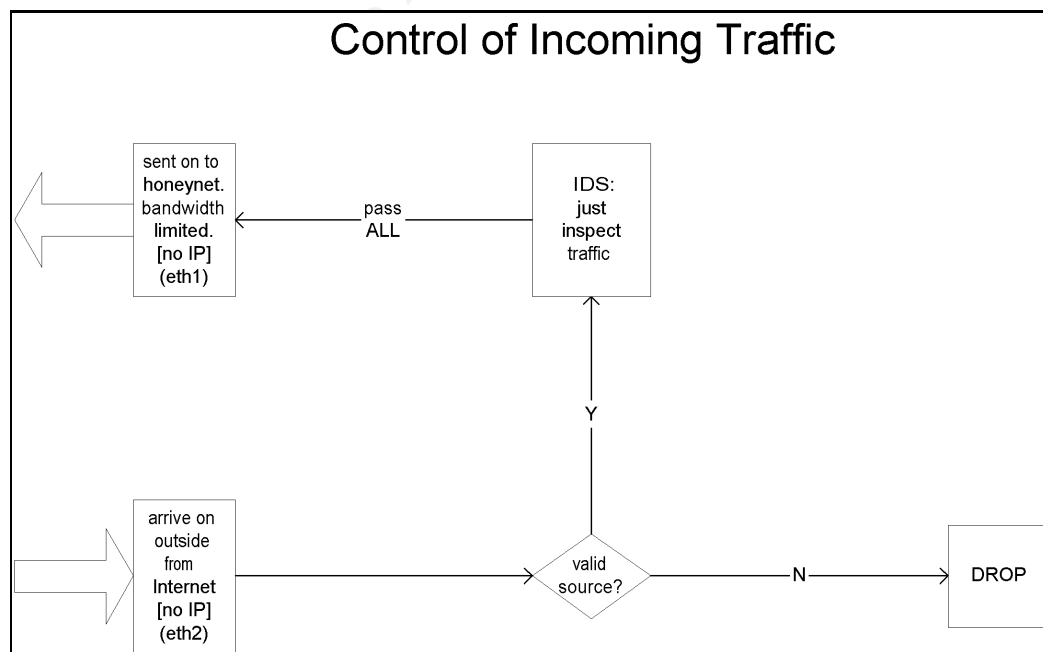 Control of Incoming Traffic
sent on to
honeynet.
bandwidth
limited.
[no IP]
(eth1)
pass
ALL
IDS:
just
inspect
traffic
Y
arrive on
outside
from
Internet
[no IP]
(eth2)
valid
source?
N
DROP